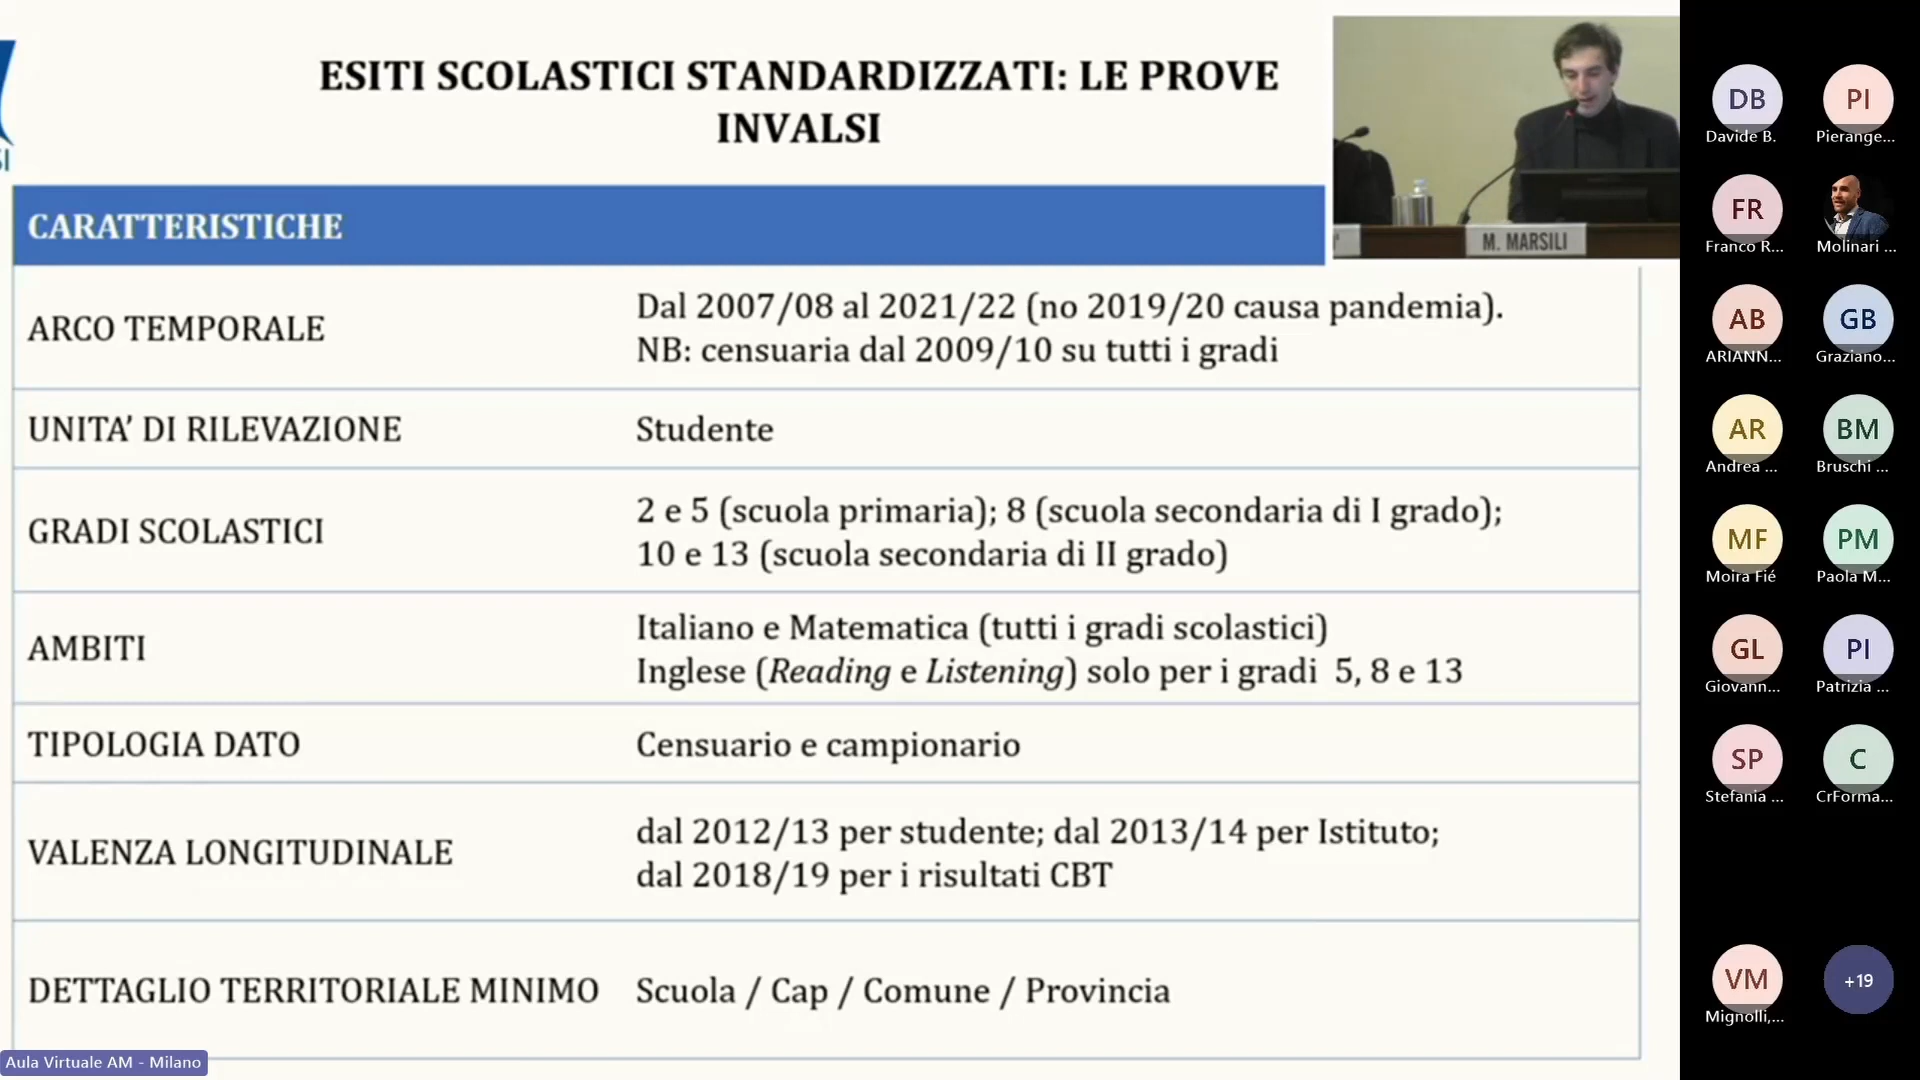 ESITI SCOLASTICI STANDARDIZZATI: LE PROVE
INVALSI
SI
CARATTERISTICHE
ARCO TEMPORALE
Dal 2007/08 al 2021/22 (no 2019/20 causa pandemia).
NB: censuaria dal 2009/10 su tutti i gradi
UNITA' DI RILEVAZIONE
Studente
GRADI SCOLASTICI
2 e 5 (scuola primaria); 8 (scuola secondaria di I grado);
10 e 13 (scuola secondaria di II grado)
AMBITI
Italiano e Matematica (tutti i gradi scolastici)
Inglese (Reading e Listening) solo per i gradi 5, 8 e 13
TIPOLOGIA DATO
Censuario e campionario
VALENZA LONGITUDINALE
dal 2012/13 per studente; dal 2013/14 per Istituto;
dal 2018/19 per i risultati CBT
DETTAGLIO TERRITORIALE MINIMO
Scuola / Cap / Comune / Provincia
Aula Virtuale AM - Milano
M. MARSILI
DB
Davide B.
PI
Pierange...
FR
Franco R...
Molinari ...
AB
ARIANN...
GB
Graziano...
AR
Andrea ...
BM
Bruschi ...
MF
Moira Fié
PM
Paola M...
GL
Giovann...
PI
Patrizia ...
SP
Stefania ...
C
CrForma...
VM
Mignolli,...
+19